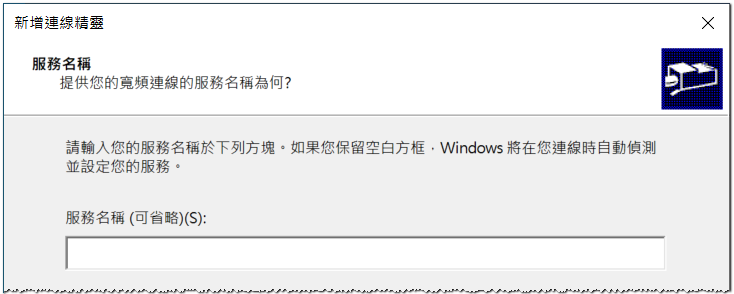 新增連線精靈
服務名稱
提供您的寬頻連線的服務名稱為何?
請輸入您的服務名稱於下列方塊。如果您保留空白方框，Windows 將在您連線時自動偵測
並設定您的服務。
服務名稱 (可省略)(S):